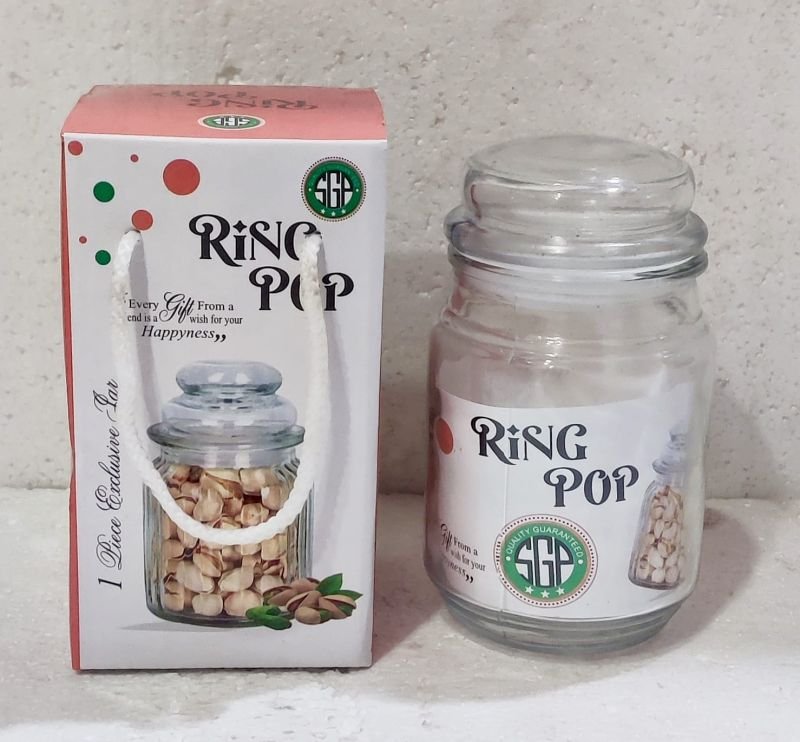 RiNG
POP
SGP
SGP
RiNG
POP
Every Gift From a
end is a wish for your
Happyness„
1 Piece Exclusive Jar
RiNG
POP
Gift From a
wish for your
QUALITY GUARANTEED
SGP